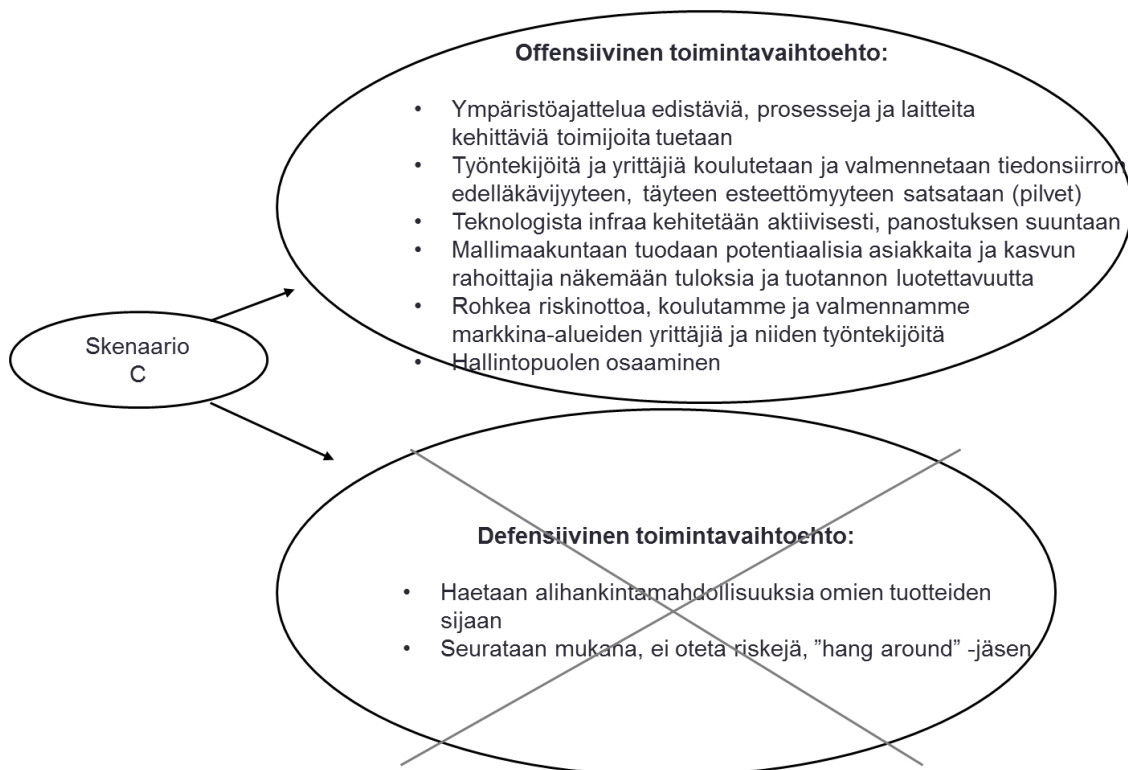 Offensiivinen toimintavaihtoehto:
• Ympäristöajattelua edistäviä, prosesseja ja laitteita
kehittäviä toimijoita tuetaan
• Työntekijöitä ja yrittäjiä koulutetaan ja valmennetaan tiedonsiirron
edelläkävijyyteen, täyteen esteettömyyteen satsataan (pilvet)
• Teknologista infraa kehitetään aktiivisesti, panostuksen suuntaan
• Mallimaakuntaan tuodaan potentiaalisia asiakkaita ja kasvun
rahoittajia näkemään tuloksia ja tuotannon luotettavuutta
• Rohkea riskinottoa, koulutamme ja valmennamme
markkina-alueiden yrittäjiä ja niiden työntekijöitä
• Hallintopuolen osaaminen
Skenaario
C
Defensiivinen toimintavaihtoehto:
• Haetaan alihankintamahdollisuuksia omien tuotteiden
sijaan
• Seurataan mukana, ei oteta riskejä, ”hang around” -jäsen